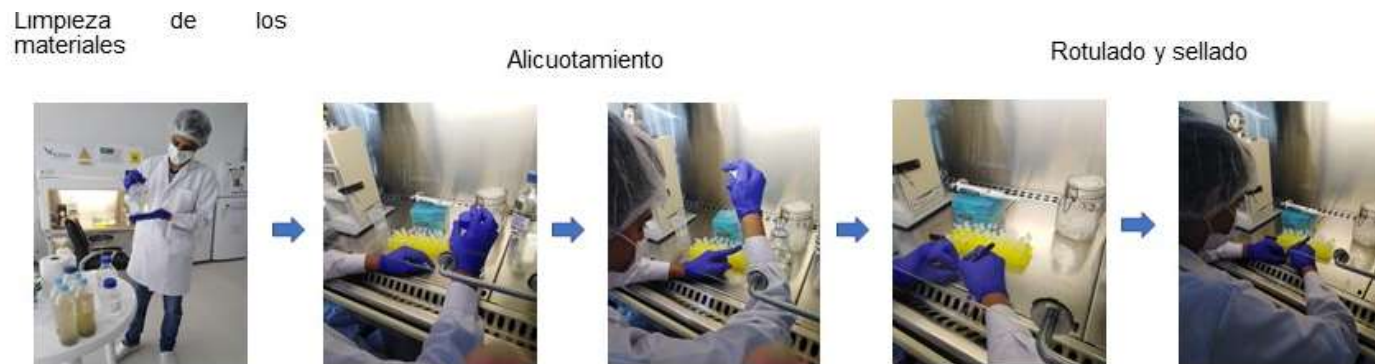 Limpieza de los
materiales
Alicuotamiento
Rotulado y sellado